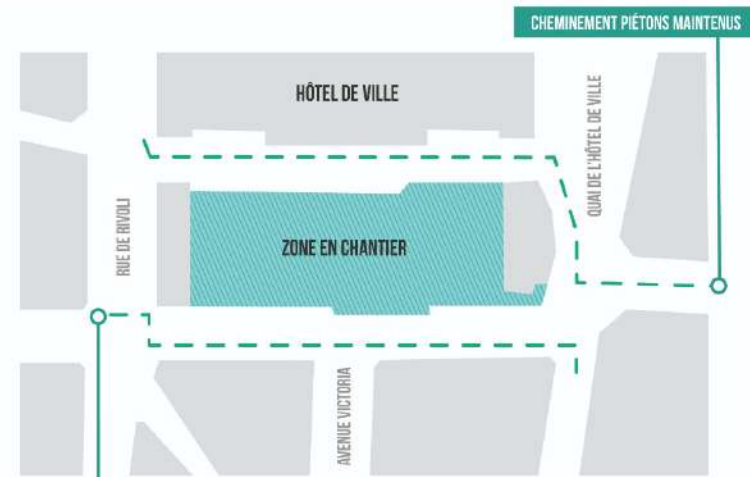 CHEMINEMENT PIÉTONS MAINTENUS
HÔTEL DE VILLE
QUAI DE L'HÔTEL DE VILLE
RUE DE RIVOLI
ZONE EN CHANTIER
AVENUE VICTORIA